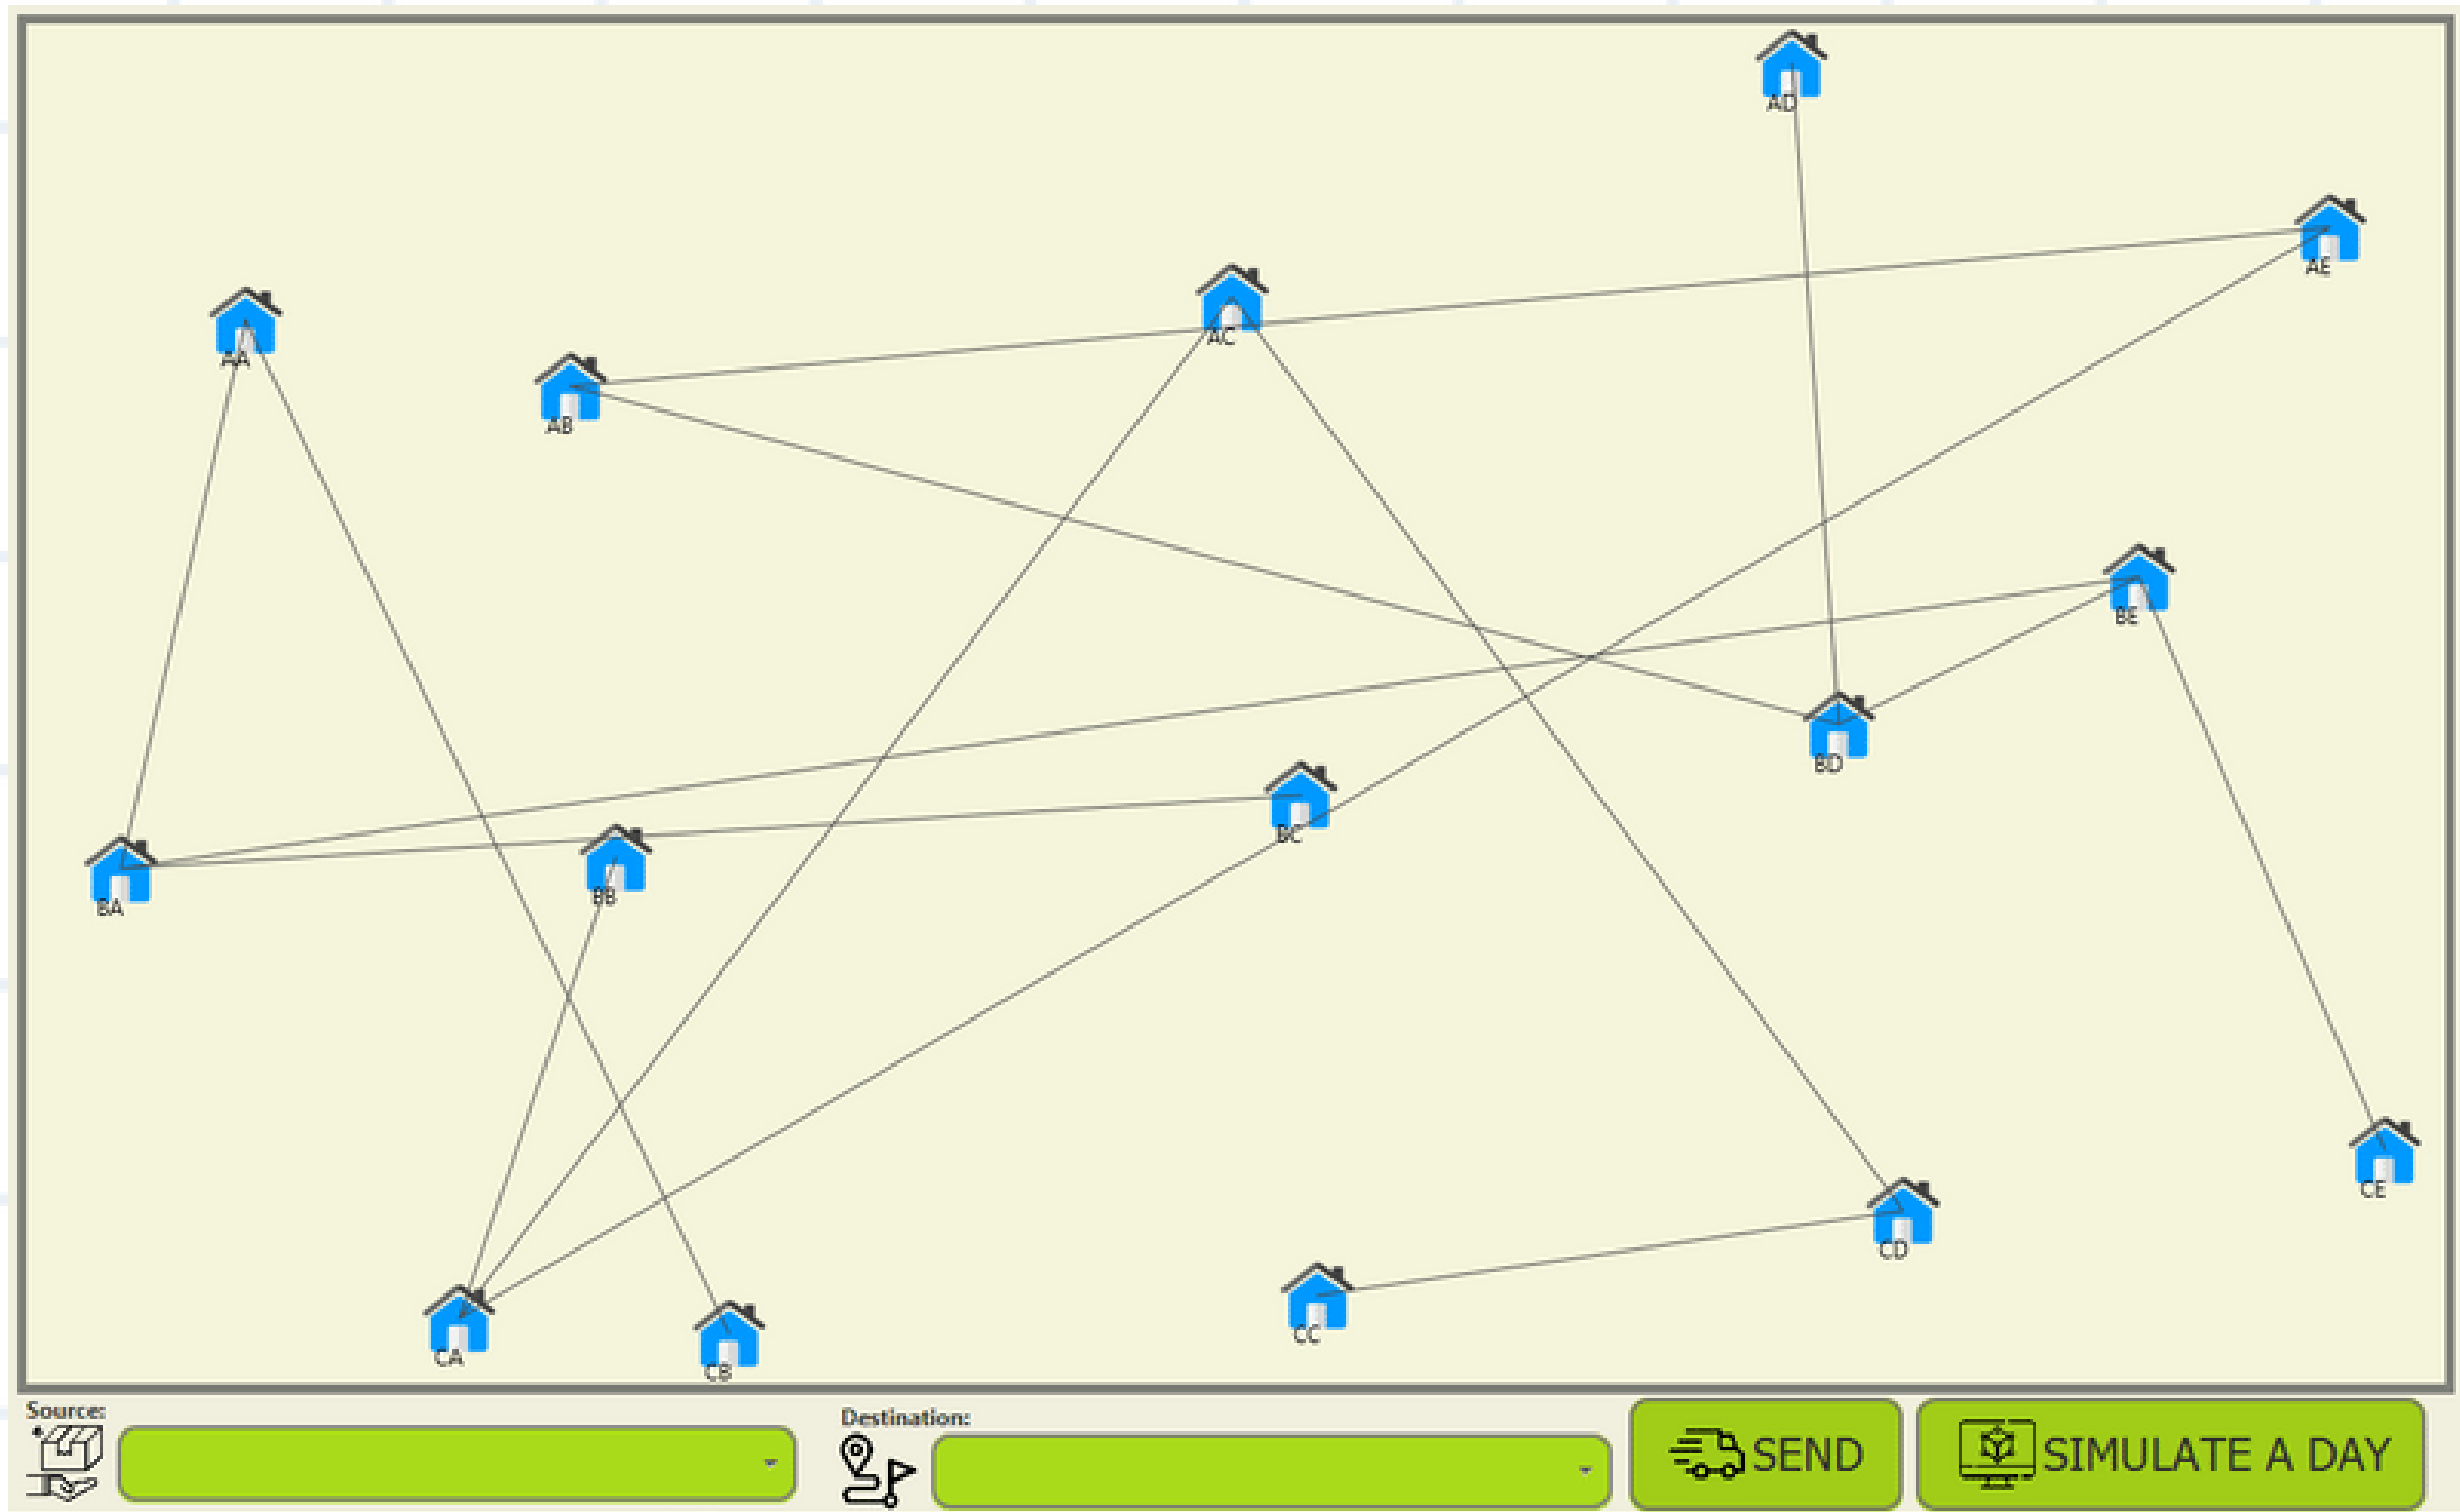 AD
AE
AC
AA
AB
BE
BD
BC
BA
BB
CE
CD
CC
CA
CB
Source:
Destination:
SEND
SIMULATE A DAY